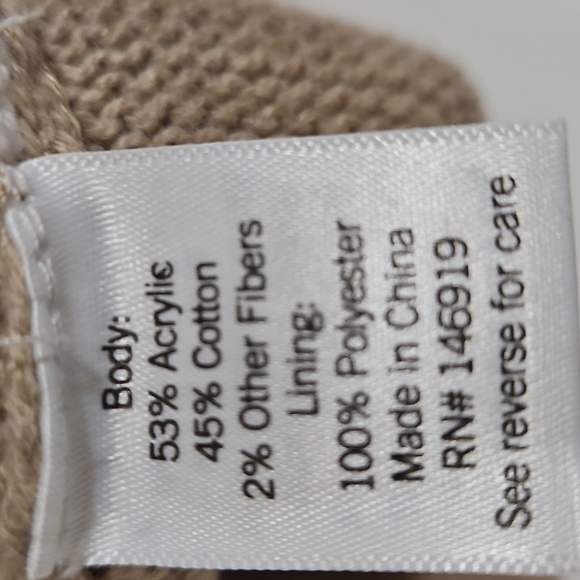 Body:
53% Acrylic
45% Cotton
2% Other Fibers
Lining:
100% Polyester
Made in China
RN# 146919
See reverse for care